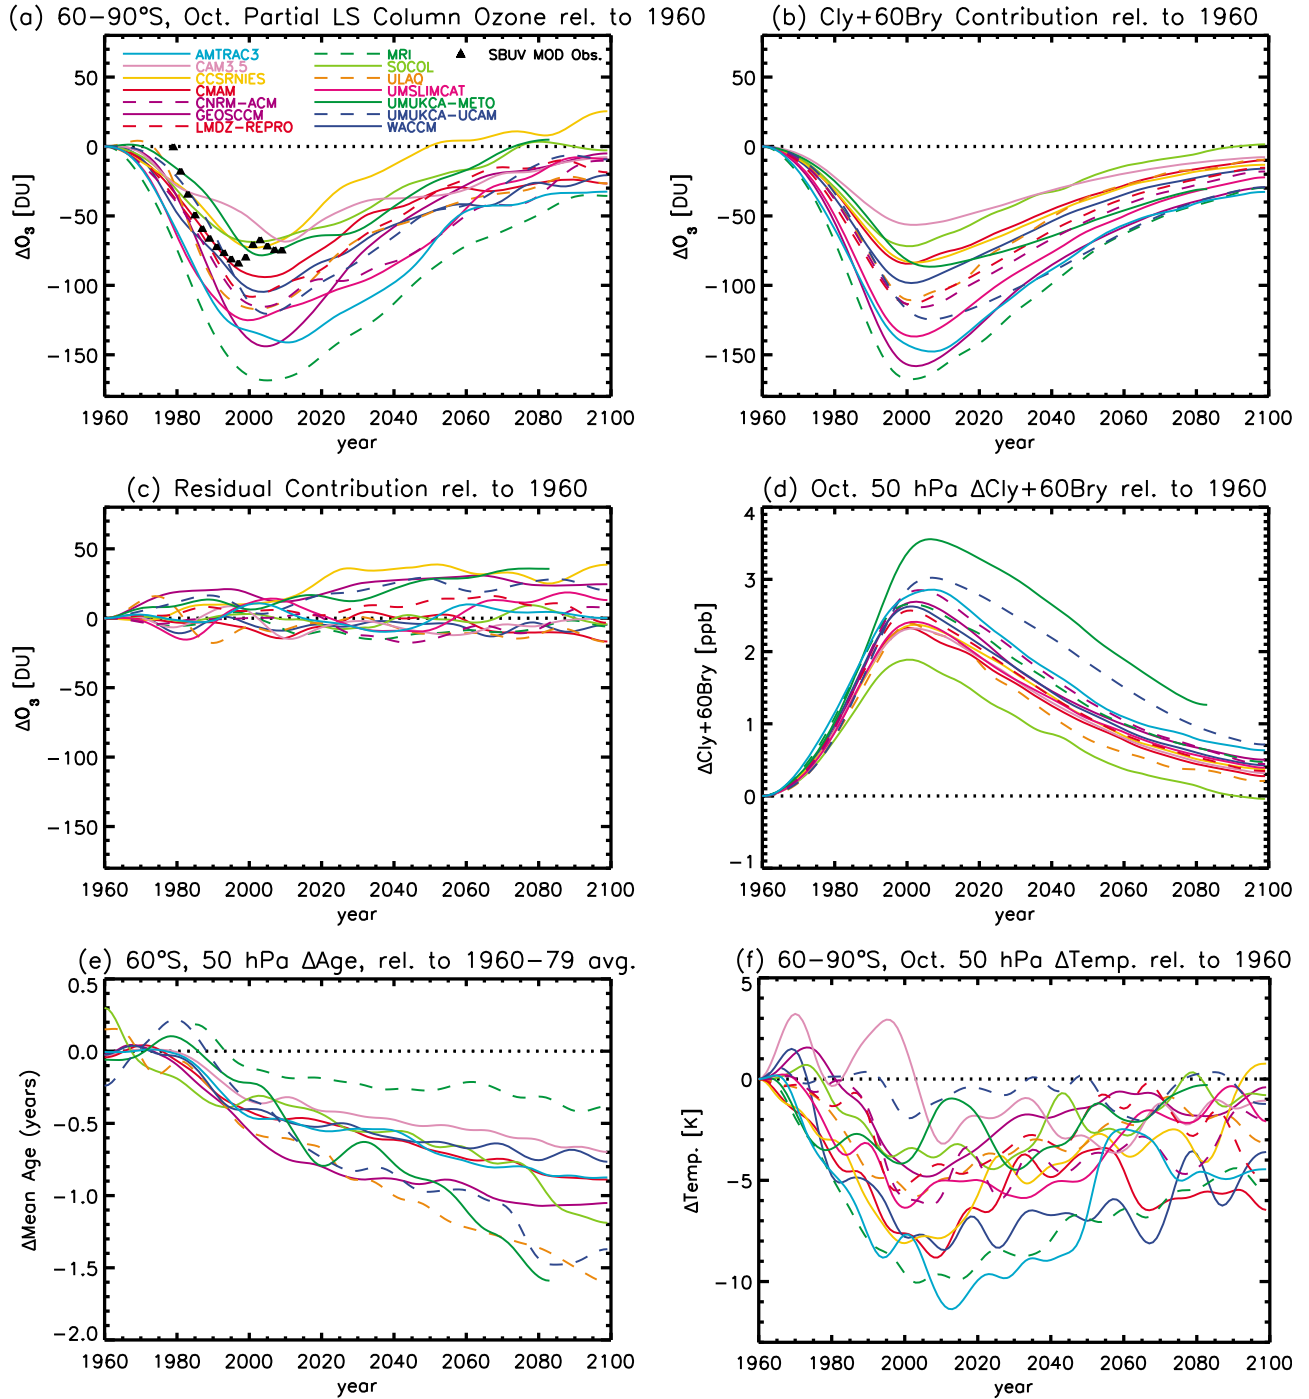 (a) 60−90°S, Oct. Partial LS Column Ozone rel. to 1960
50
0
−50
−100
−150
ΔO3 [DU]
AMTRAC3
CAM3.5
CCSRNIES
CMAM
CNRM−ACM
GEOSCCM
LMDZ−REPRO
MRI
SOCOL
ULAQ
UMSLIMCAT
UMUKCA−METO
UMUKCA−UCAM
WACCM
SBUV MOD Obs.
1960 1980 2000 2020 2040 2060 2080 2100
year
(b) Cly+60Bry Contribution rel. to 1960
50
0
−50
−100
−150
ΔO3 [DU]
1960 1980 2000 2020 2040 2060 2080 2100
year
(c) Residual Contribution rel. to 1960
50
0
−50
−100
−150
ΔO3 [DU]
1960 1980 2000 2020 2040 2060 2080 2100
year
(d) Oct. 50 hPa ΔCly+60Bry rel. to 1960
4
3
2
1
0
−1
ΔCly+60Bry [ppb]
1960 1980 2000 2020 2040 2060 2080 2100
year
(e) 60°S, 50 hPa ΔAge, rel. to 1960−79 avg.
0.5
0.0
−0.5
−1.0
−1.5
−2.0
ΔMean Age (years)
1960 1980 2000 2020 2040 2060 2080 2100
year
(f) 60−90°S, Oct. 50 hPa ΔTemp. rel. to 1960
5
0
−5
−10
ΔTemp. [K]
1960 1980 2000 2020 2040 2060 2080 2100
year